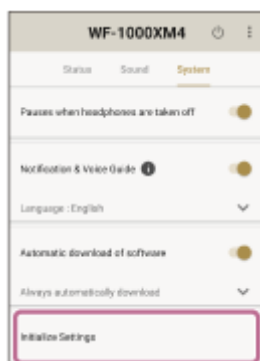 WF-1000XM4
Status Sound System
Pauses when headphones are taken off
Notification & Voice Guide
Language : English
Automatic download of software
Always automatically download
Initialize Settings